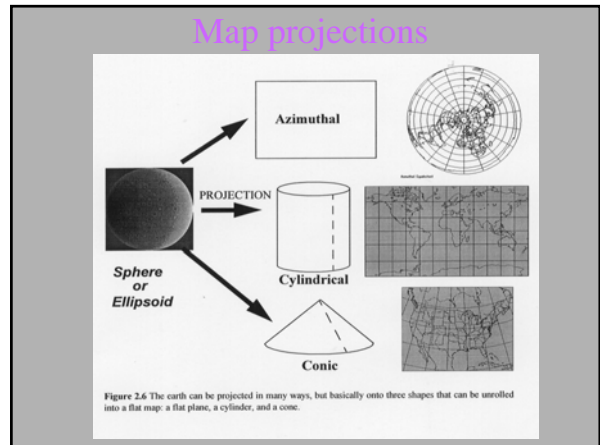 Map projections
Azimuthal
PROJECTION
Sphere
or
Ellipsoid
Cylindrical
Conic
Figure 2.6 The earth can be projected in many ways, but basically onto three shapes that can be unrolled
into a flat map: a flat plane, a cylinder, and a cone.